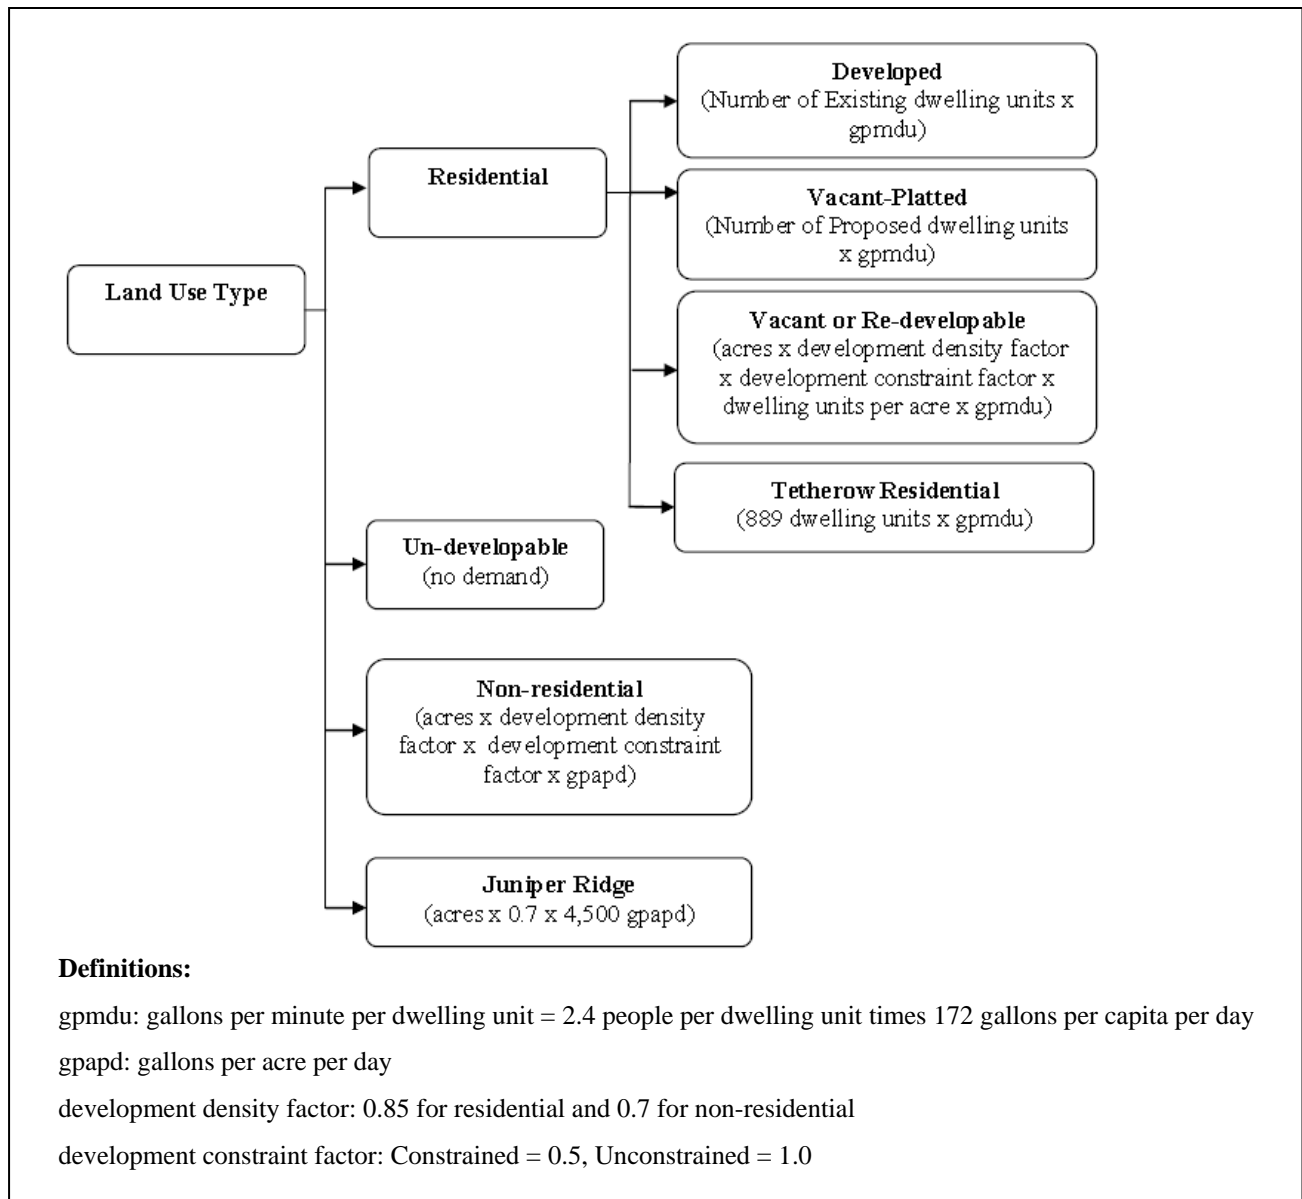 Developed
(Number of Existing dwelling units x
gpmdu)
Residential
Vacant-Platted
(Number of Proposed dwelling units
x gpmdu)
Land Use Type
Vacant or Re-developable
(acres x development density factor
x development constraint factor x
dwelling units per acre x gpmdu)
Tetherow Residential
(889 dwelling units x gpmdu)
Un-developable
(no demand)
Non-residential
(acres x development density
factor x development constraint
factor x gpapd)
Juniper Ridge
(acres x 0.7 x 4,500 gpapd)
Definitions:
gpmdu: gallons per minute per dwelling unit = 2.4 people per dwelling unit times 172 gallons per capita per day
gpapd: gallons per acre per day
development density factor: 0.85 for residential and 0.7 for non-residential
development constraint factor: Constrained = 0.5, Unconstrained = 1.0